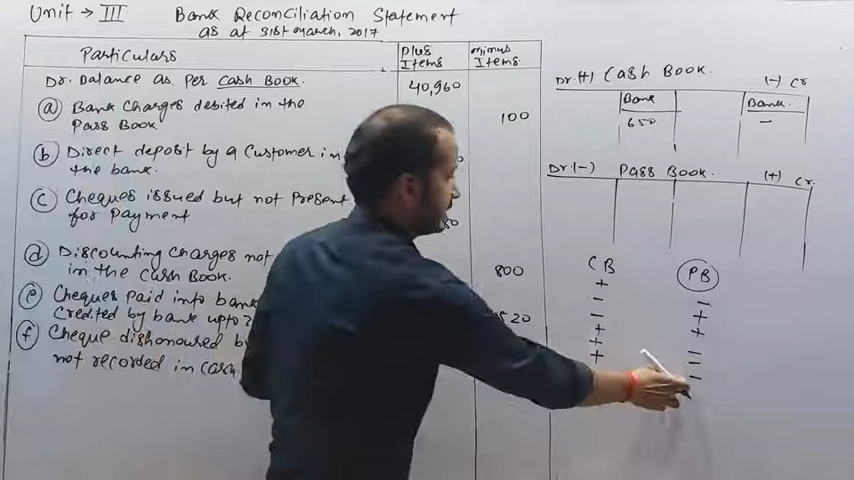 Unit → III Bank Reconciliation Statement
as at 31st march, 2017
Particulars Plus Items minus Items
Dr. Balance as per Cash Book. 40,960
(a) Bank charges debited in the
Pass Book 100
(b) Direct deposit by a customer in
the bank.
(c) Cheques issued but not Present
for Payment
(d) Discounting charges not
in the Cash Book. 800
(e) Cheques paid into bank
Credited by bank upto
(f) Cheque dishonoured
not recorded in Cash
Dr. (+) Cash Book. (-) Cr
Bank Bank.
650 —
Dr. (-) Pass Book. (+) Cr.
CB PB
+ −
− +
− +
+ −
+ −
+ −